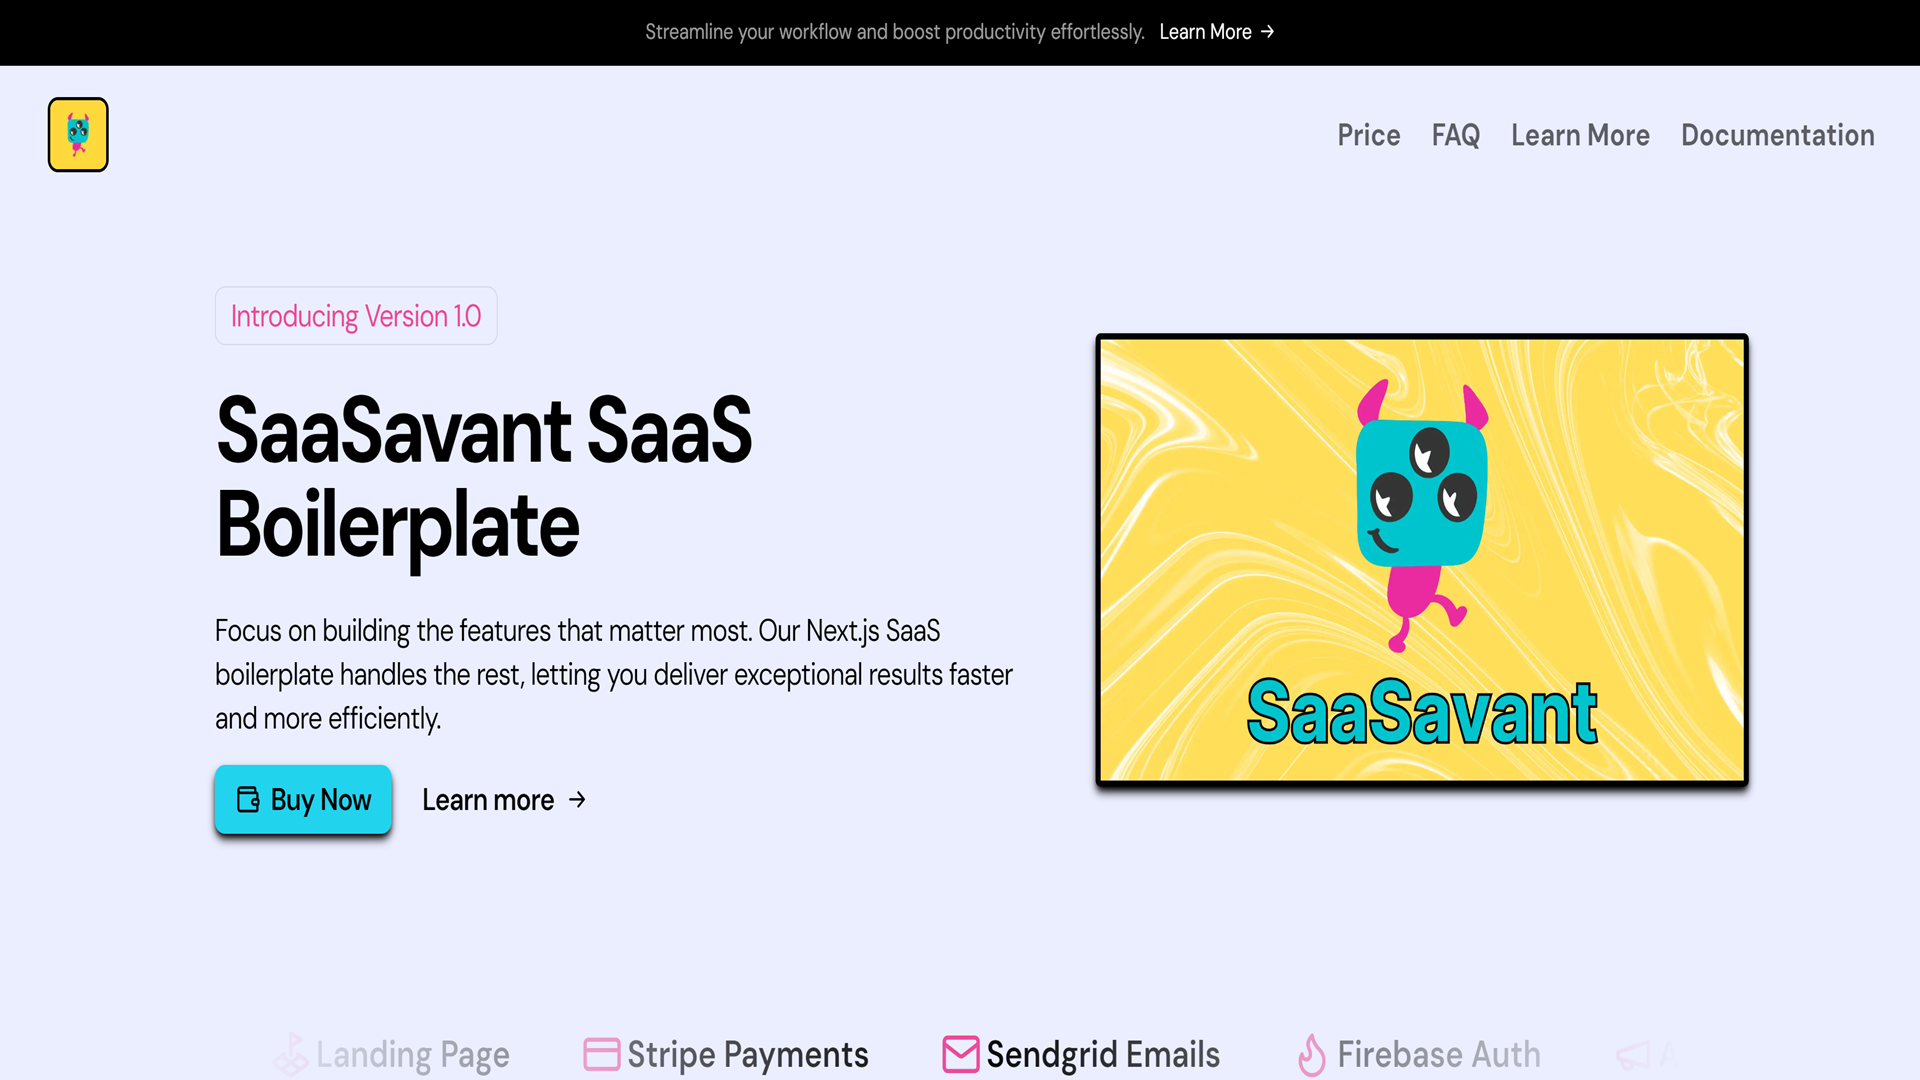 Streamline your workflow and boost productivity effortlessly. Learn More →
Price FAQ Learn More Documentation
Introducing Version 1.0
SaaSavant SaaS
Boilerplate
Focus on building the features that matter most. Our Next.js SaaS
boilerplate handles the rest, letting you deliver exceptional results faster
and more efficiently.
Buy Now Learn more →
SaaSavant
Landing Page Stripe Payments Sendgrid Emails Firebase Auth